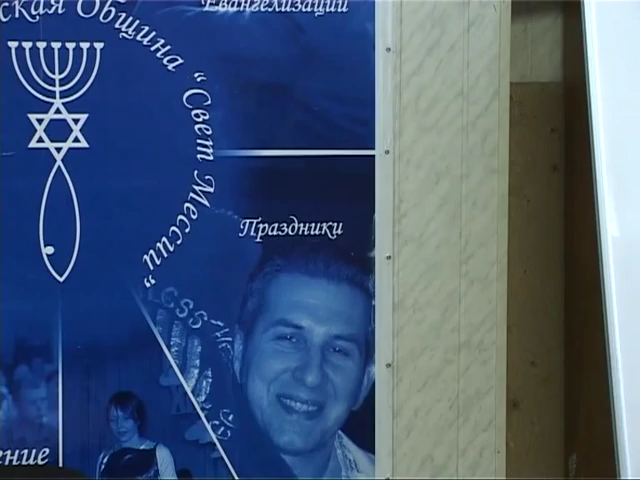 ская Община "Свет Мессии"
Евангелизации
Праздники
ение